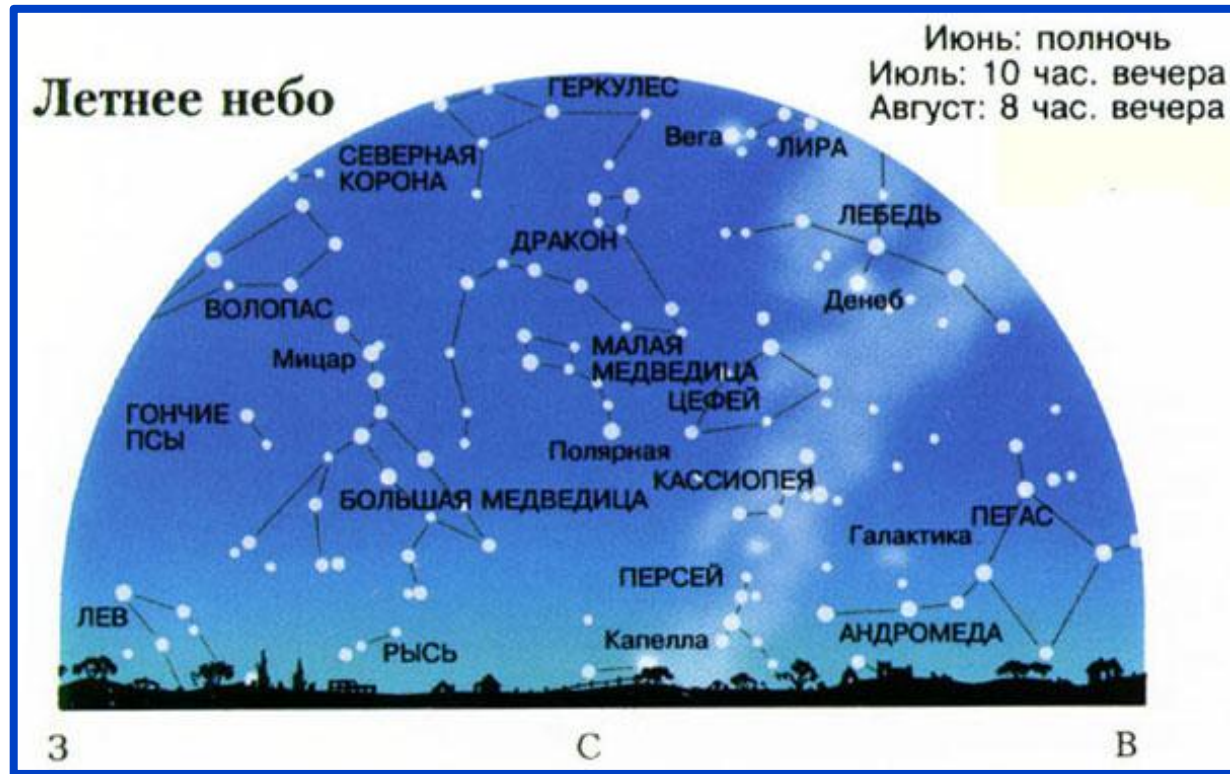 Июнь: полночь
Июль: 10 час. вечера
Август: 8 час. вечера
Летнее небо
ГЕРКУЛЕС
Вега
ЛИРА
СЕВЕРНАЯ
КОРОНА
ЛЕБЕДЬ
ДРАКОН
ВОЛОПАС
Денеб
Мицар
МАЛАЯ
МЕДВЕДИЦА
ЦЕФЕЙ
ГОНЧИЕ
ПСЫ
Полярная
КАССИОПЕЯ
БОЛЬШАЯ МЕДВЕДИЦА
ПЕГАС
Галактика
ПЕРСЕЙ
ЛЕВ
Капелла
АНДРОМЕДА
РЫСЬ
З
С
В